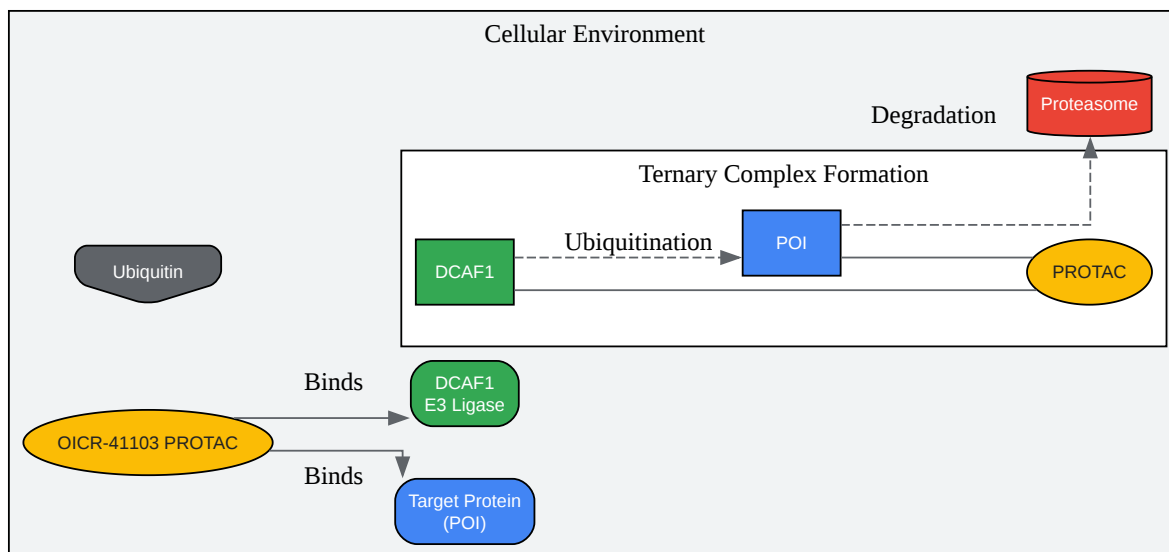 Cellular Environment
Proteasome
Degradation
Ternary Complex Formation
Ubiquitination
POI
DCAF1
PROTAC
Ubiquitin
Binds
DCAF1
E3 Ligase
OICR-41103 PROTAC
Binds
Target Protein
(POI)